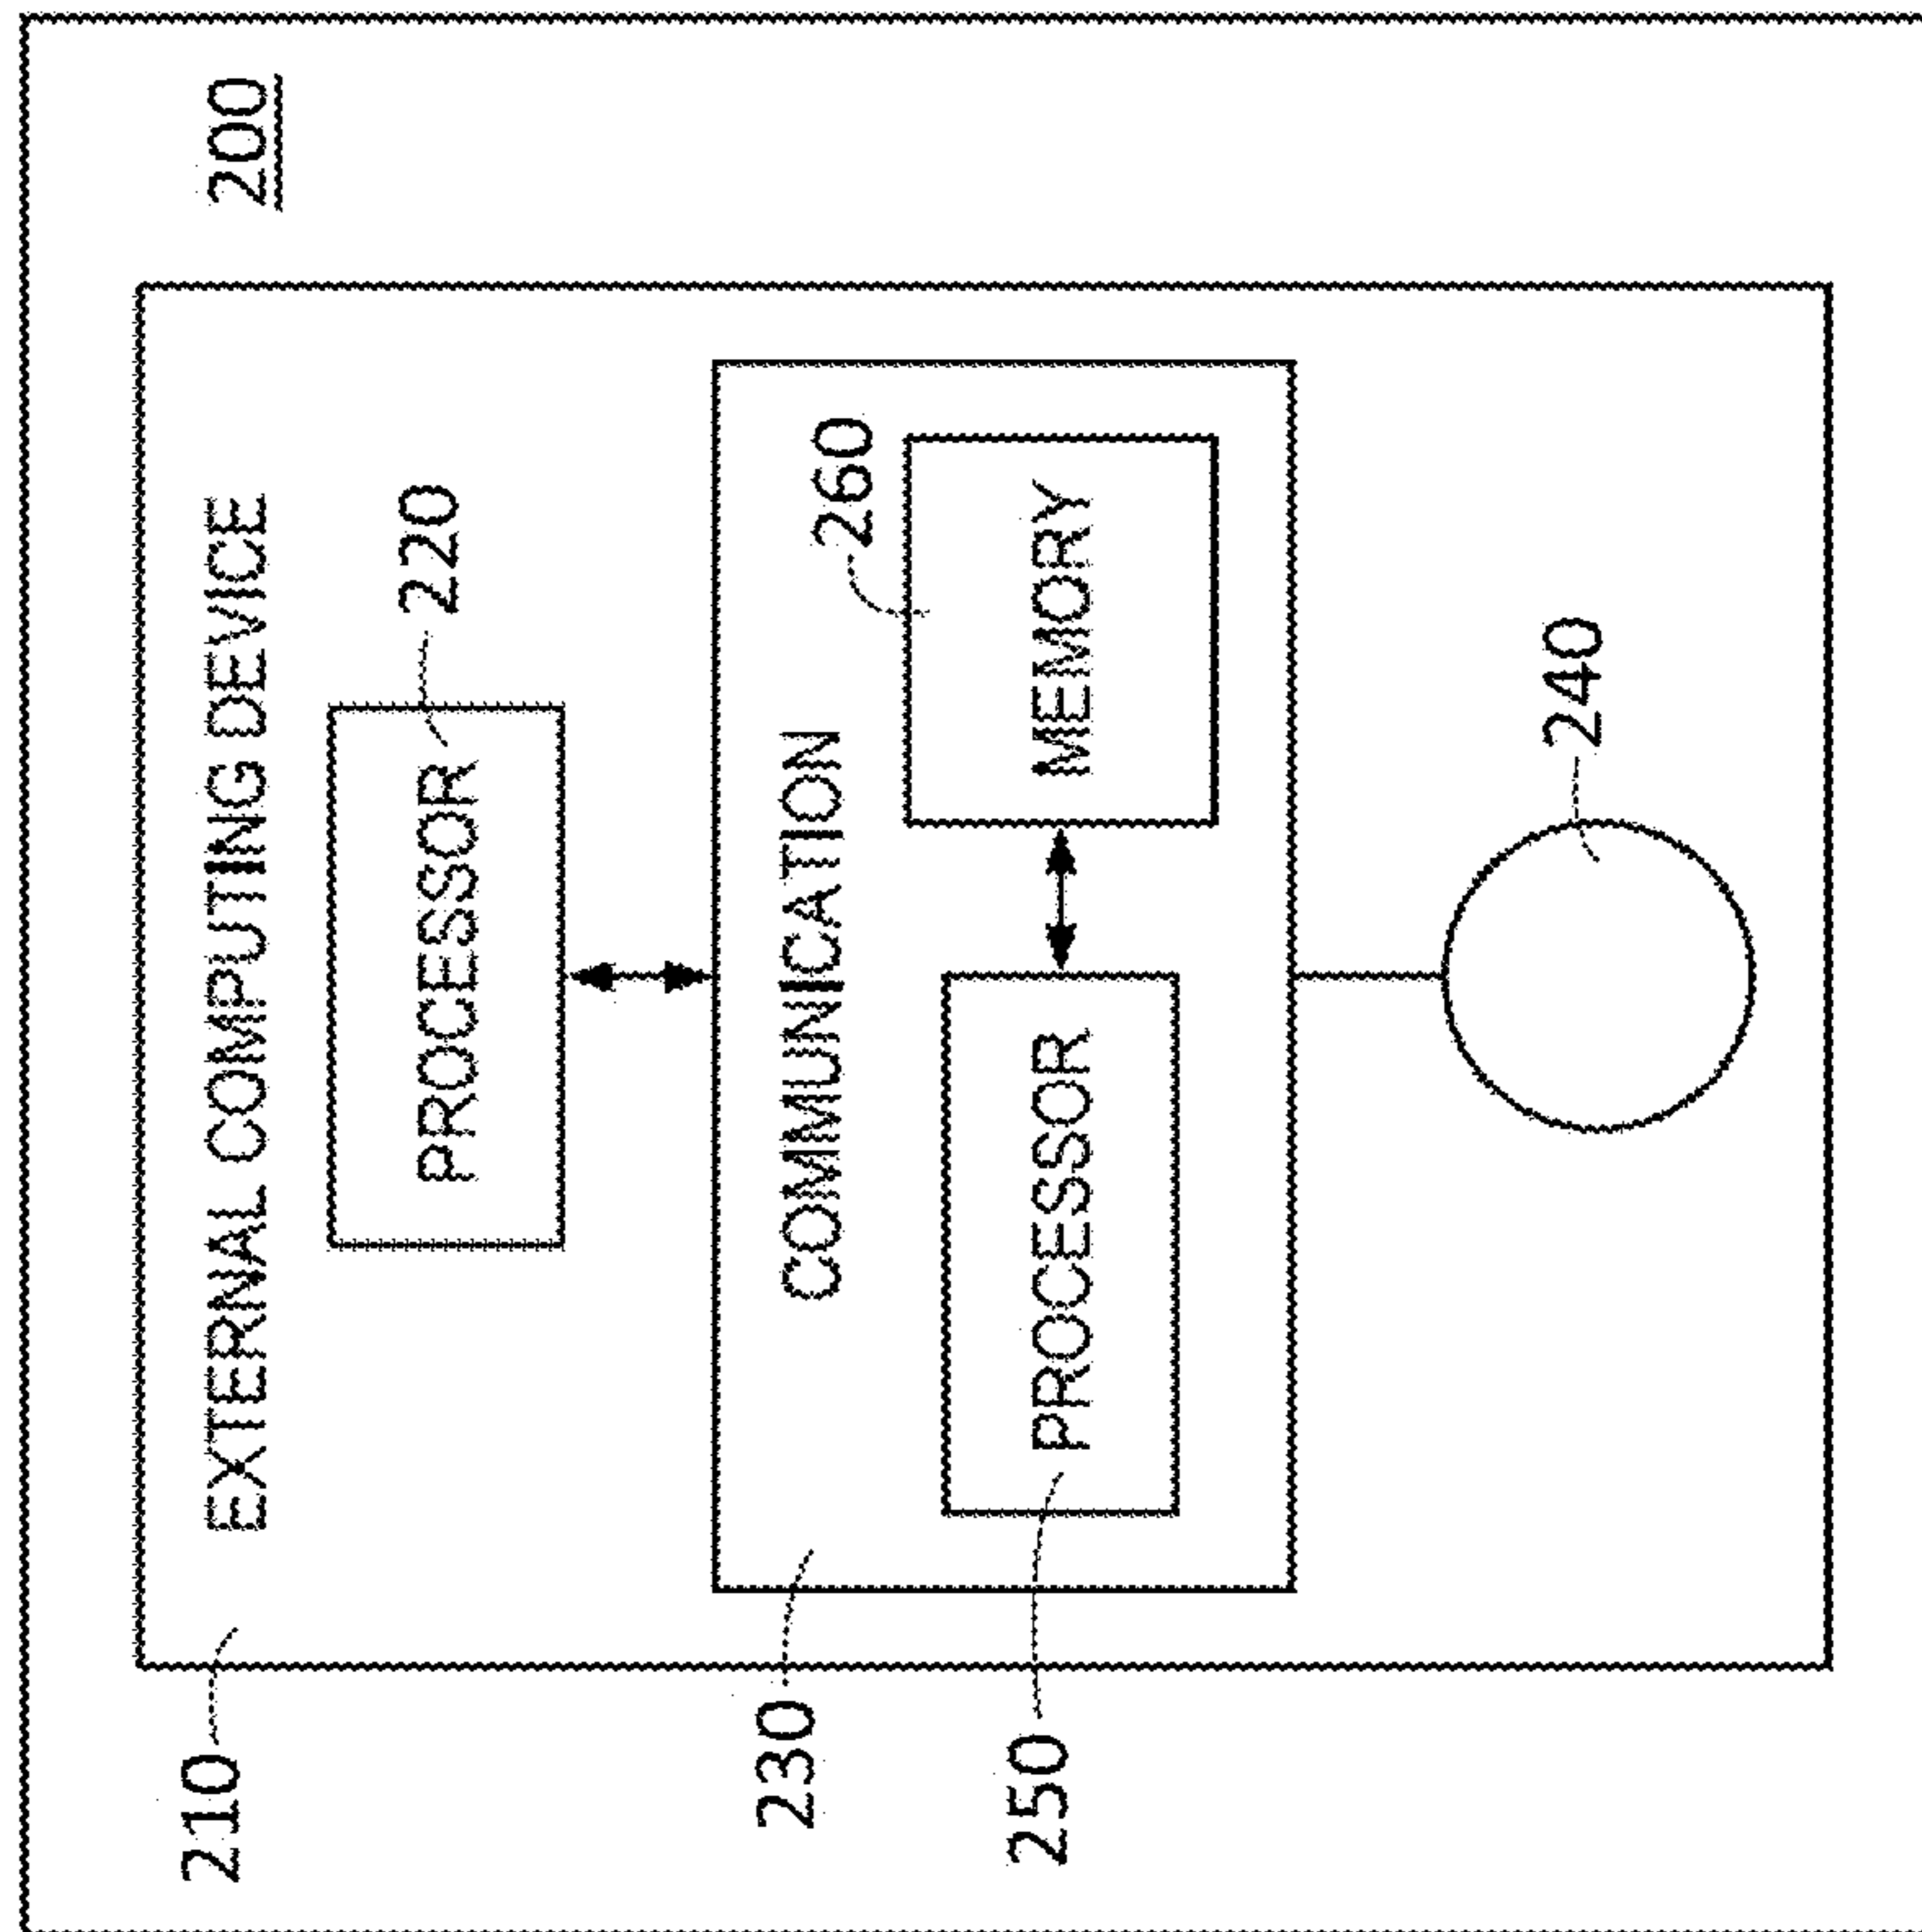 200
EXTERNAL COMPUTING DEVICE
210
PROCESSOR
220
COMMUNICATION
230
260
PROCESSOR
MEMORY
250
240